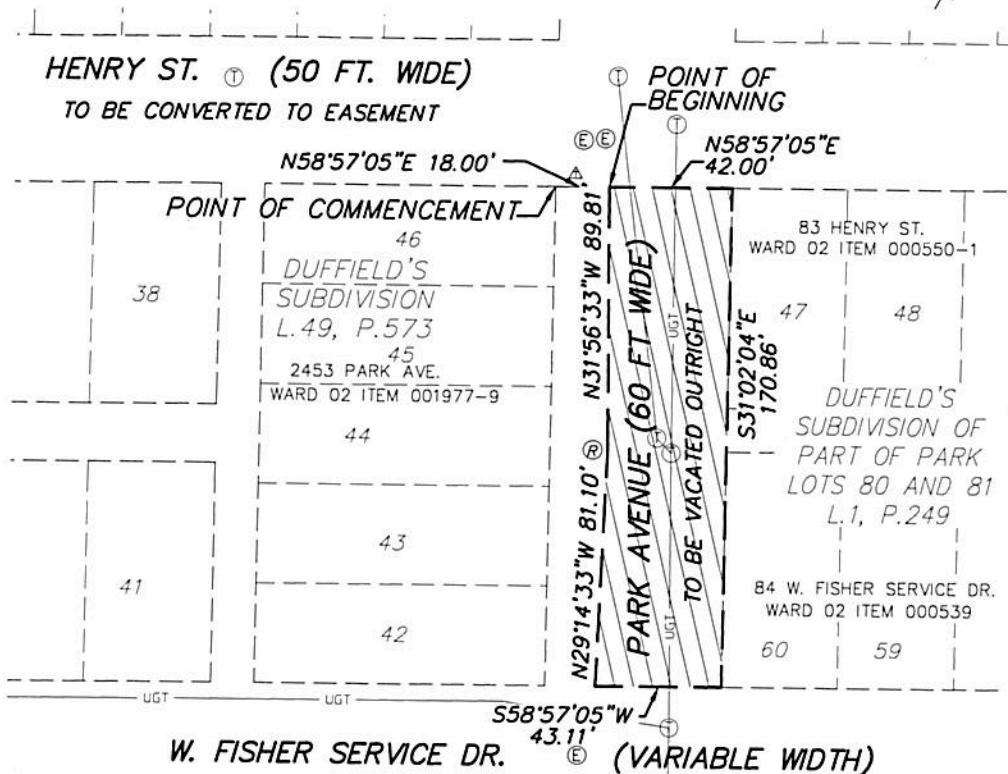 HENRY ST. Ⓣ (50 FT. WIDE)
TO BE CONVERTED TO EASEMENT
Ⓣ
POINT OF
BEGINNING
Ⓣ
ⒺⒺ
N58°57'05"E 18.00'
N58°57'05"E
42.00'
POINT OF COMMENCEMENT
38
46
DUFFIELD'S
SUBDIVISION
L.49, P.573
45
2453 PARK AVE.
WARD 02 ITEM 001977-9
44
43
42
41
N31°56'33"W 89.81'
N29°14'33"W 81.10'
Ⓡ
PARK AVENUE (60 FT. WIDE)
TO BE VACATED OUTRIGHT
UGT
Ⓣ
Ⓣ
UGT
S31°02'04"E
170.86'
83 HENRY ST.
WARD 02 ITEM 000550-1
47
48
DUFFIELD'S
SUBDIVISION OF
PART OF PARK
LOTS 80 AND 81
L.1, P.249
84 W. FISHER SERVICE DR.
WARD 02 ITEM 000539
60
59
UGT
UGT
S58°57'05"W
43.11'
Ⓣ
W. FISHER SERVICE DR. Ⓔ (VARIABLE WIDTH)